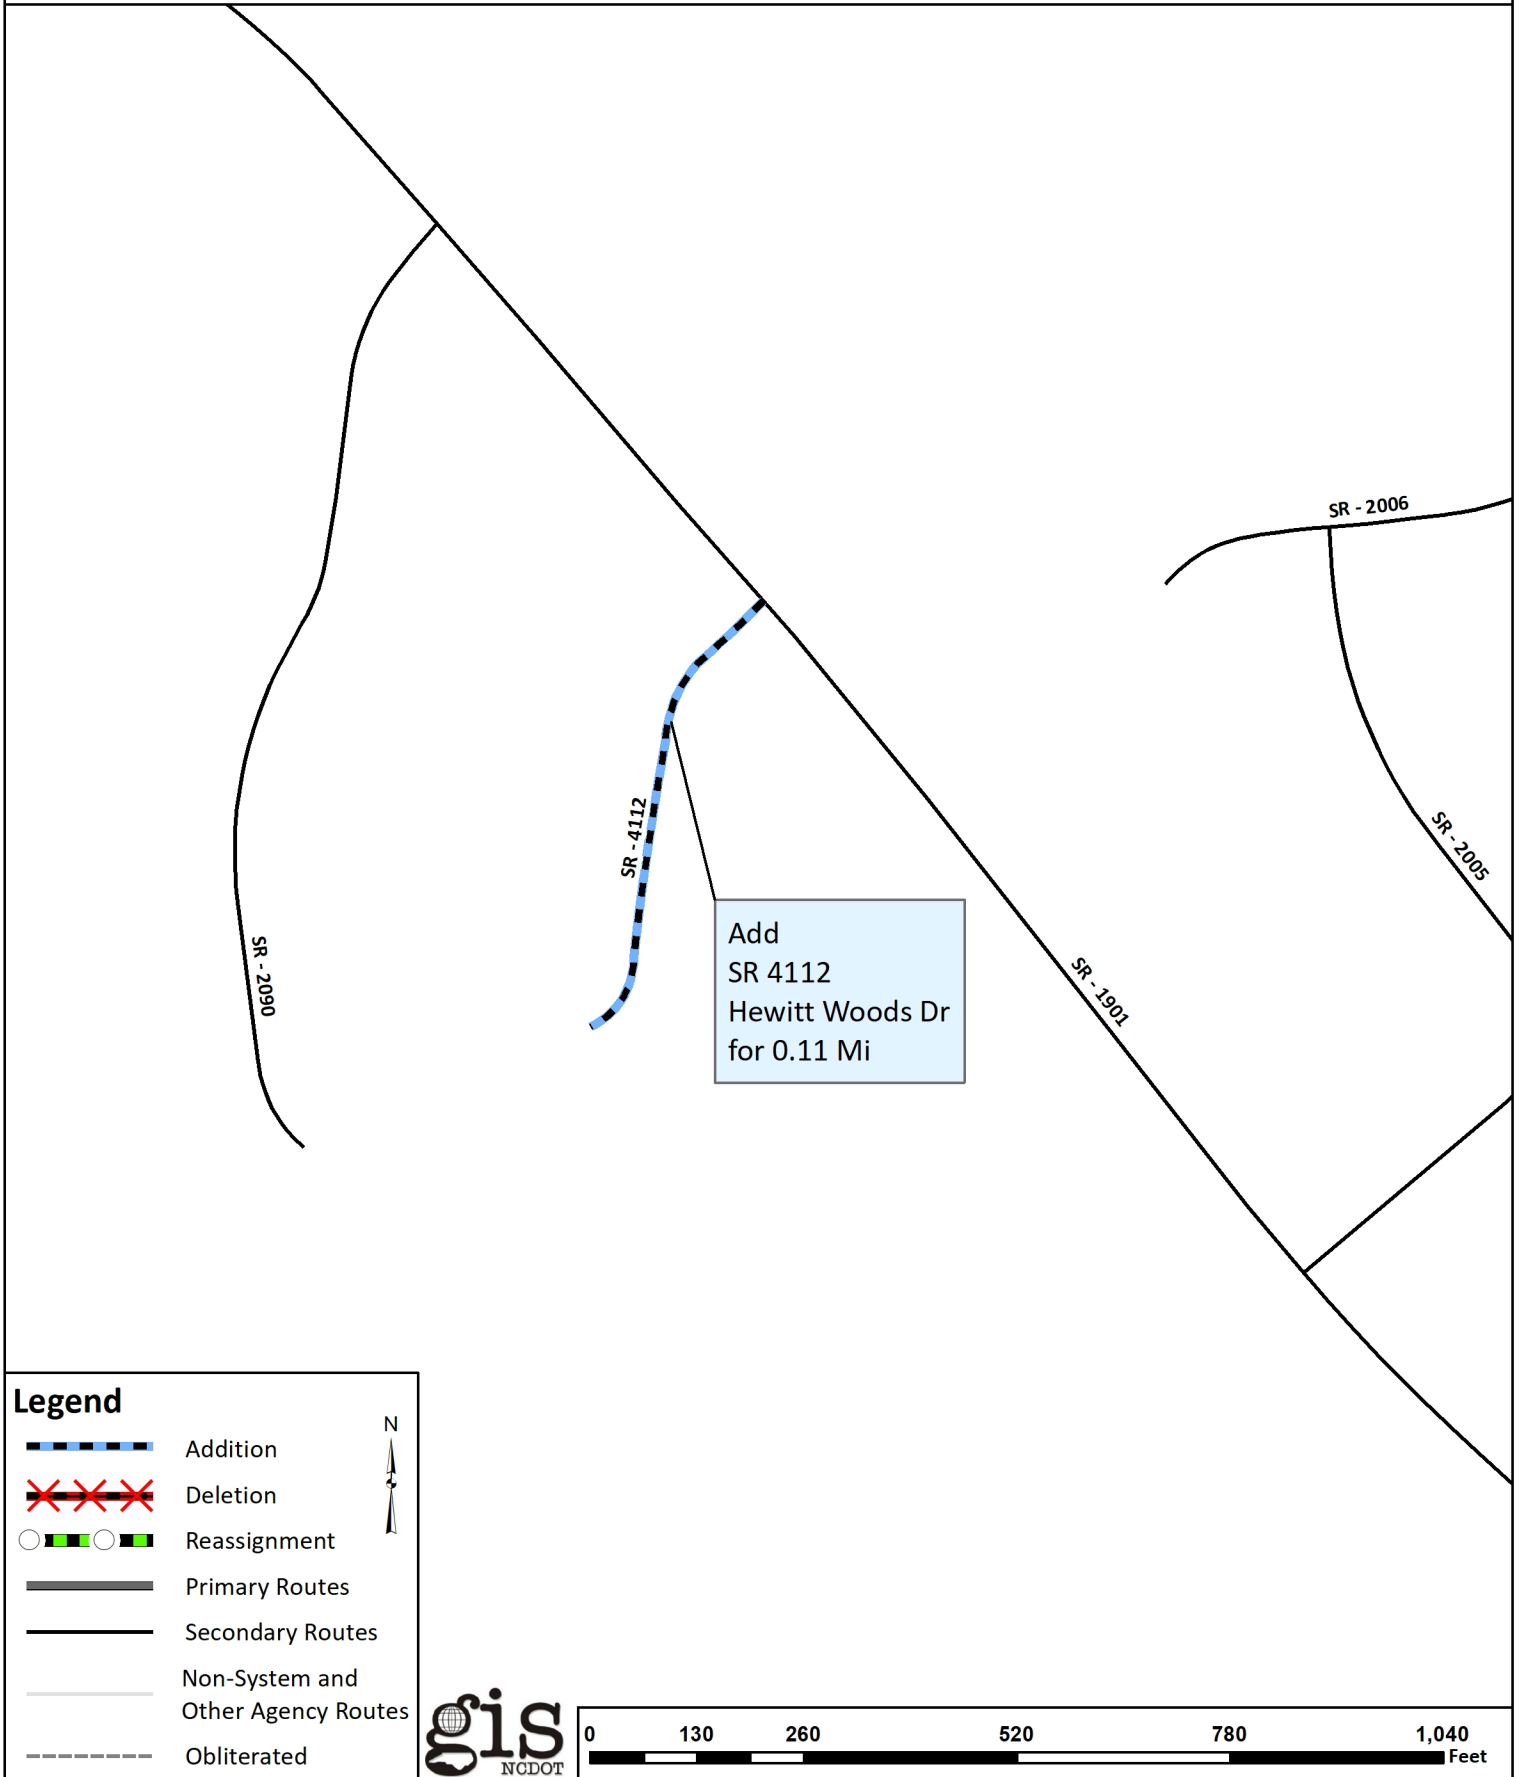 SR - 2006
SR - 4112
SR - 2005
SR - 2090
SR - 1901
Add
SR 4112
Hewitt Woods Dr
for 0.11 Mi
Legend
N
Addition
Deletion
Reassignment
Primary Routes
Secondary Routes
Non-System and
Other Agency Routes
Obliterated
gis
NCDOT
0 130 260 520 780 1,040
Feet